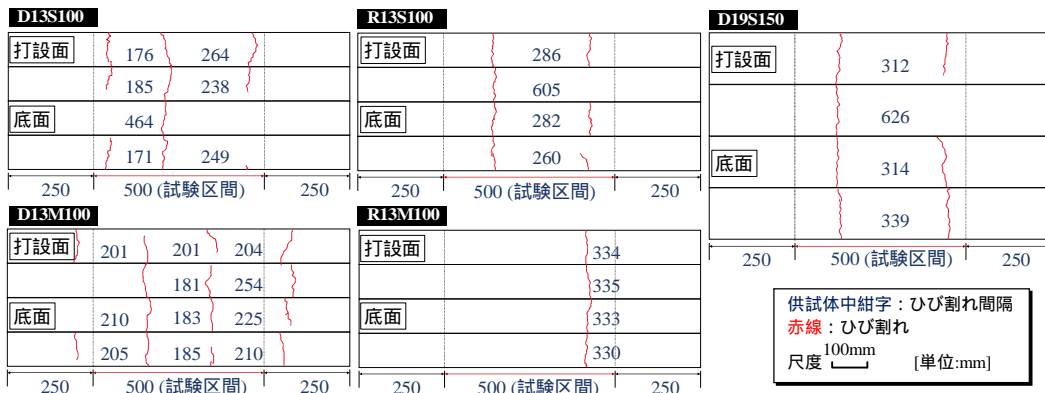 D13S100
打設面 176 264
185 238
底面 464
171 249
250 500 (試験区間) 250
R13S100
打設面 286
605
底面 282
260
250 500 (試験区間) 250
D19S150
打設面 312
626
底面 314
339
250 500 (試験区間) 250
D13M100
打設面 201 201 204
181 254
底面 210 183 225
205 185 210
250 500 (試験区間) 250
R13M100
打設面 334
335
底面 333
330
250 500 (試験区間) 250
供試体中紺字：ひび割れ間隔
赤線：ひび割れ
尺度 100mm [単位:mm]